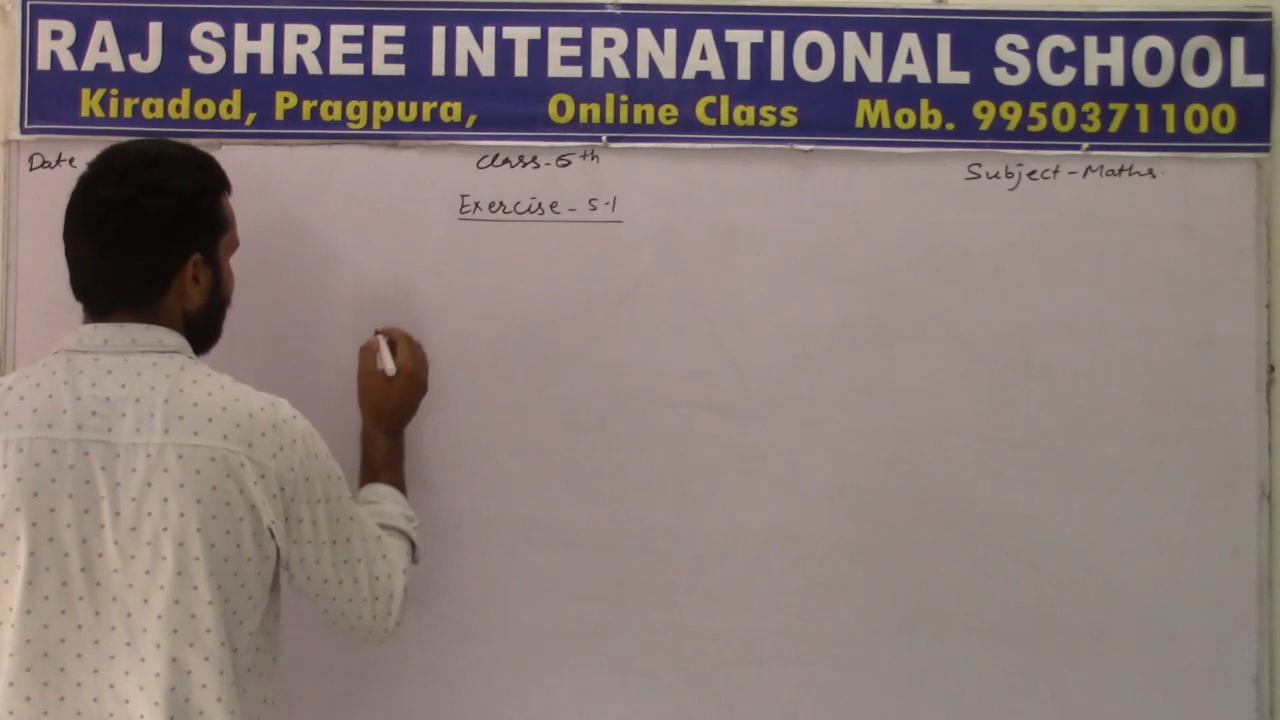 RAJ SHREE INTERNATIONAL SCHOOL
Kiradod, Pragpura, Online Class Mob. 9950371100
Date - Class-6th Subject-Maths.
Exercise - 5.1